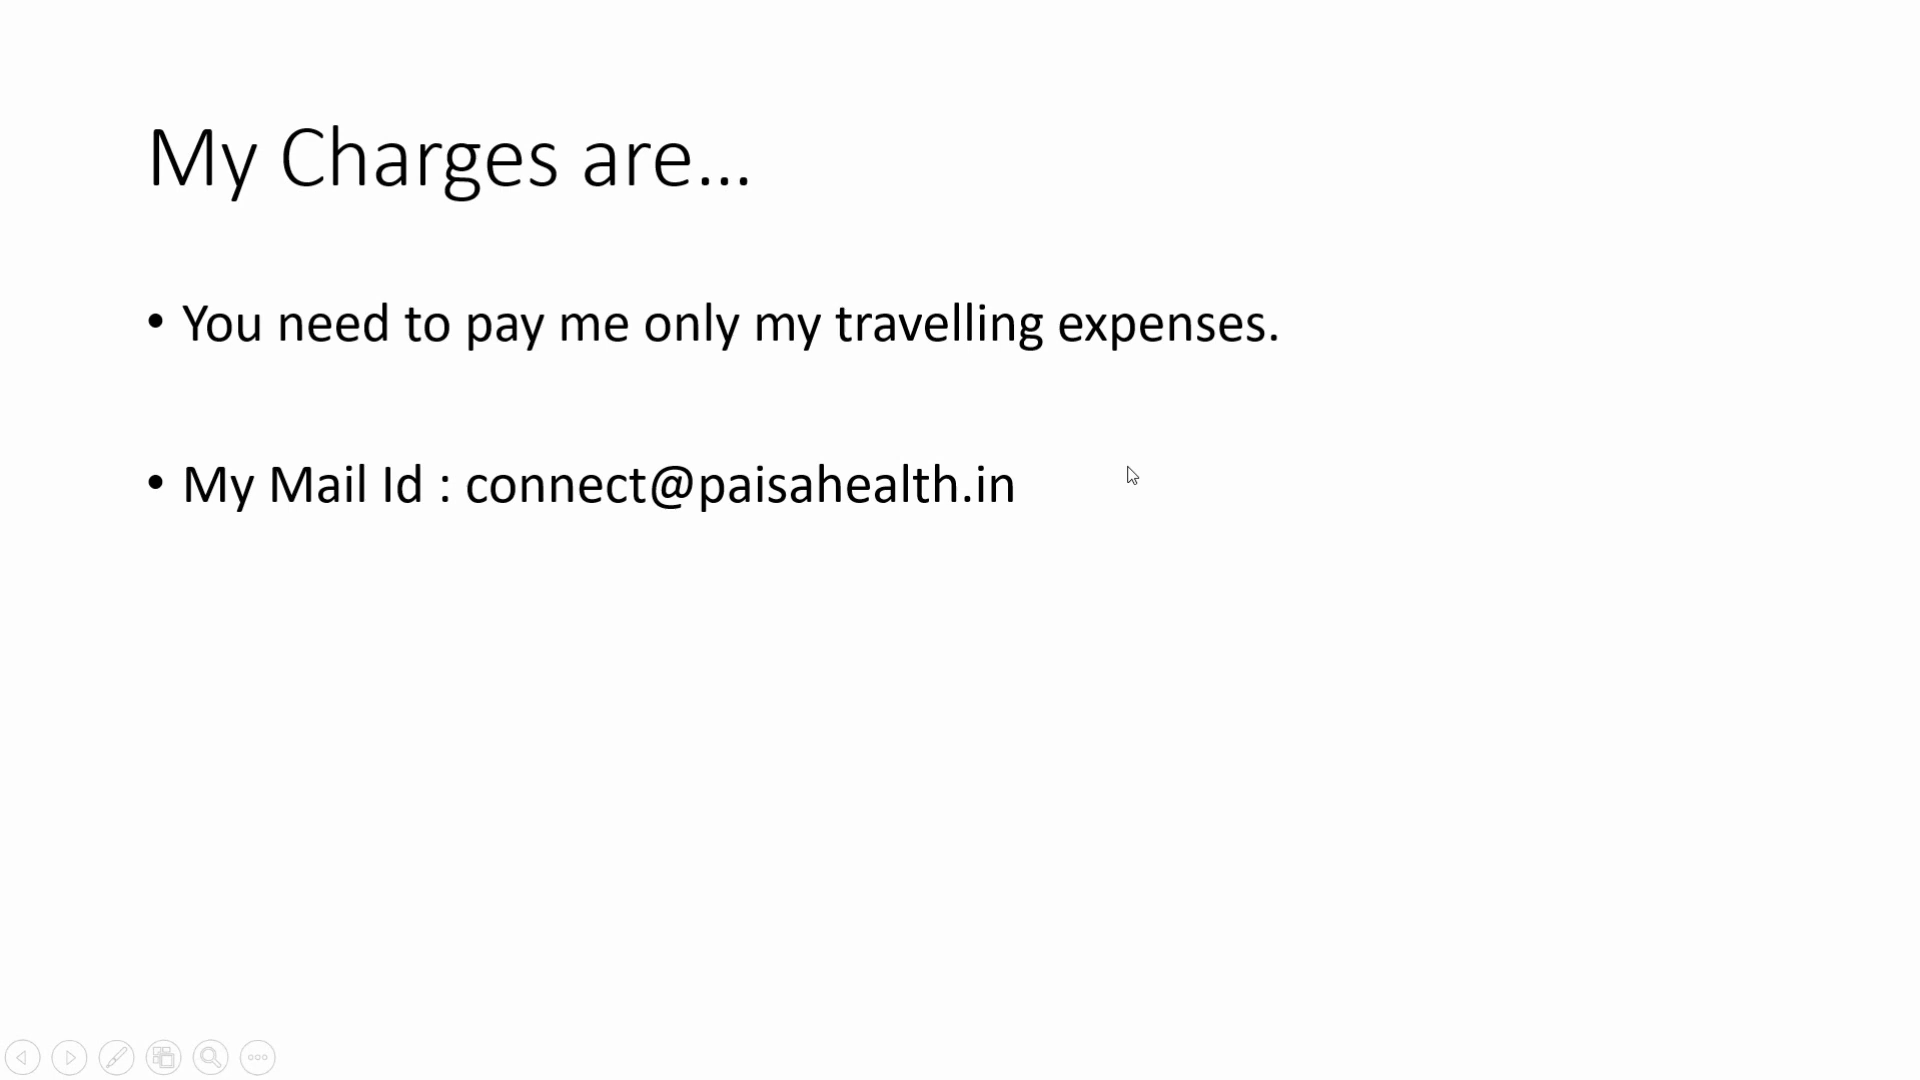 My Charges are...
• You need to pay me only my travelling expenses.
• My Mail Id : connect@paisahealth.in